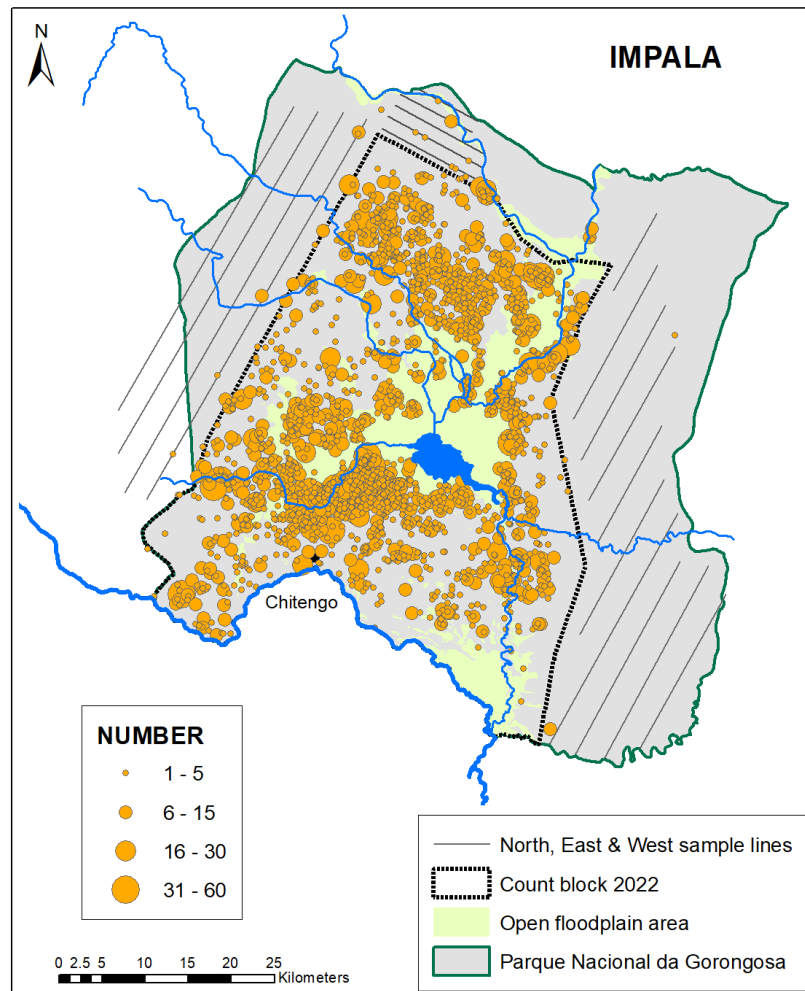 N
IMPALA
Chitengo
NUMBER
1 - 5
6 - 15
16 - 30
31 - 60
North, East & West sample lines
Count block 2022
Open floodplain area
Parque Nacional da Gorongosa
0 2.5 5 10 15 20 25
Kilometers